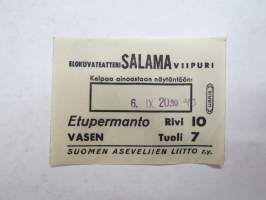 ELOKUVATEATTERI SALAMA VIIPURI
Kelpaa ainoastaan näytäntöön:
6. IX 20.30
Etupermanto Rivi 10
VASEN Tuoli 7
SUOMEN ASEVELJIEN LIITTO r.y.